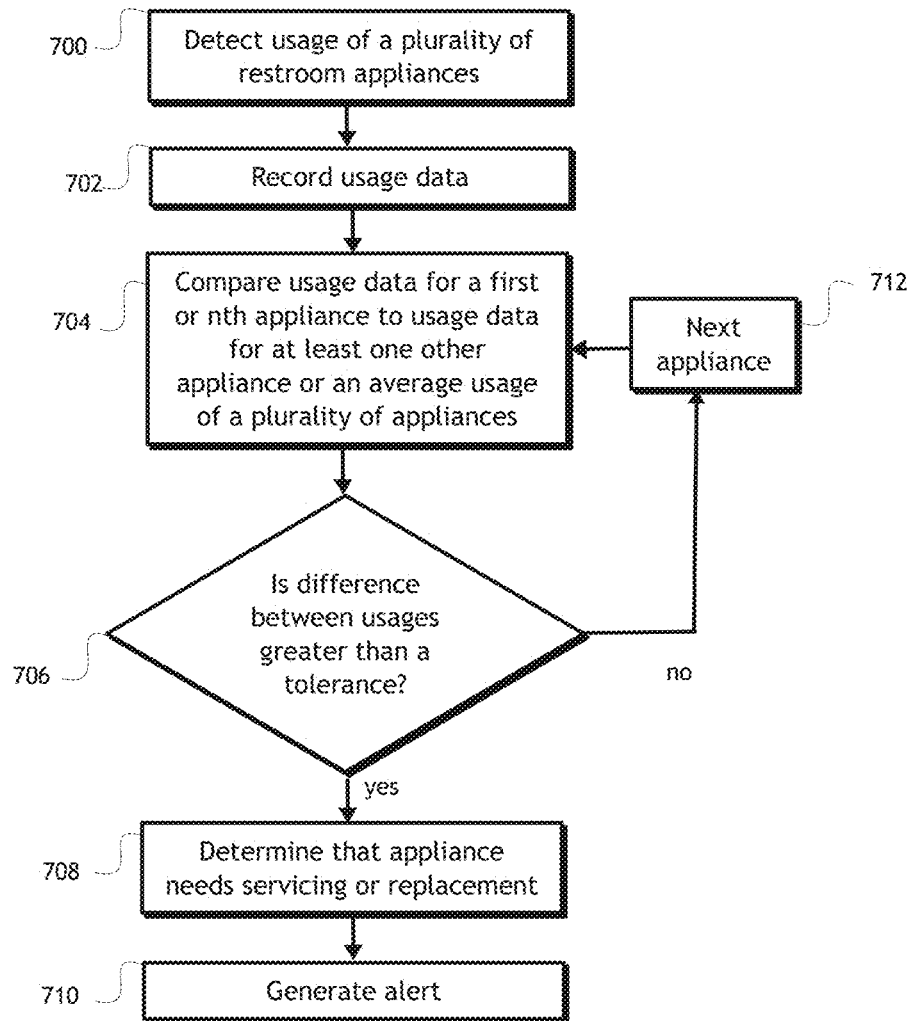 700
Detect usage of a plurality of
restroom appliances
702
Record usage data
704
Compare usage data for a first
or nth appliance to usage data
for at least one other
appliance or an average usage
of a plurality of appliances
712
Next
appliance
706
Is difference
between usages
greater than a
tolerance?
no
yes
708
Determine that appliance
needs servicing or replacement
710
Generate alert